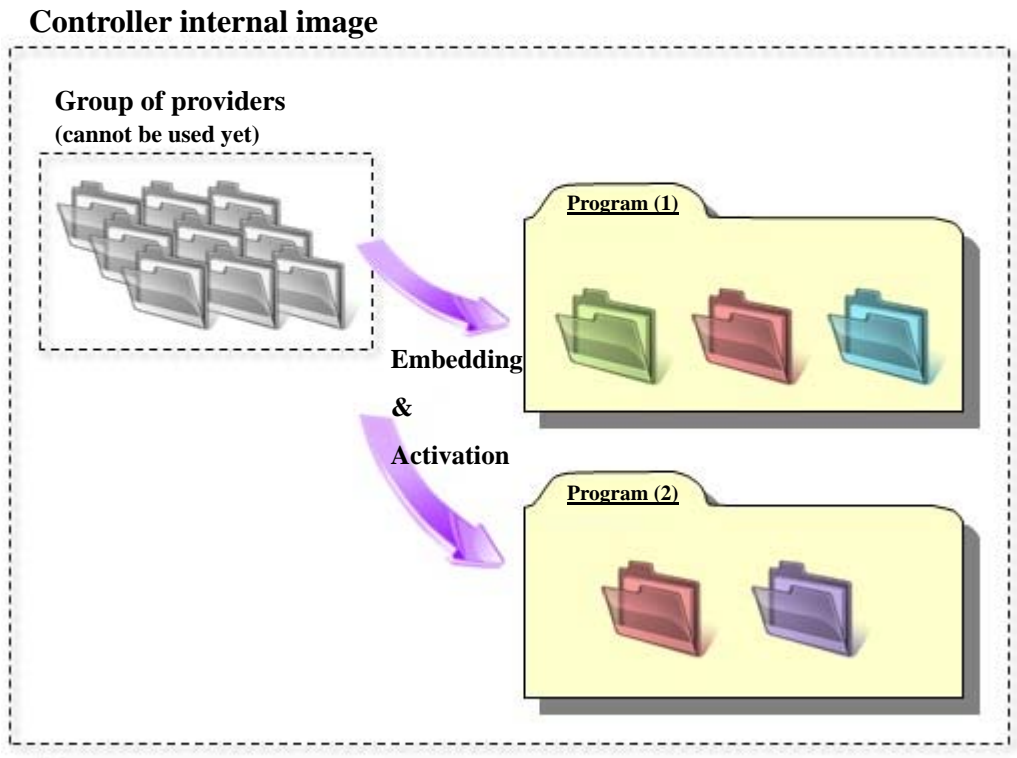 Controller internal image
Group of providers
(cannot be used yet)
Program (1)
Embedding
&
Activation
Program (2)